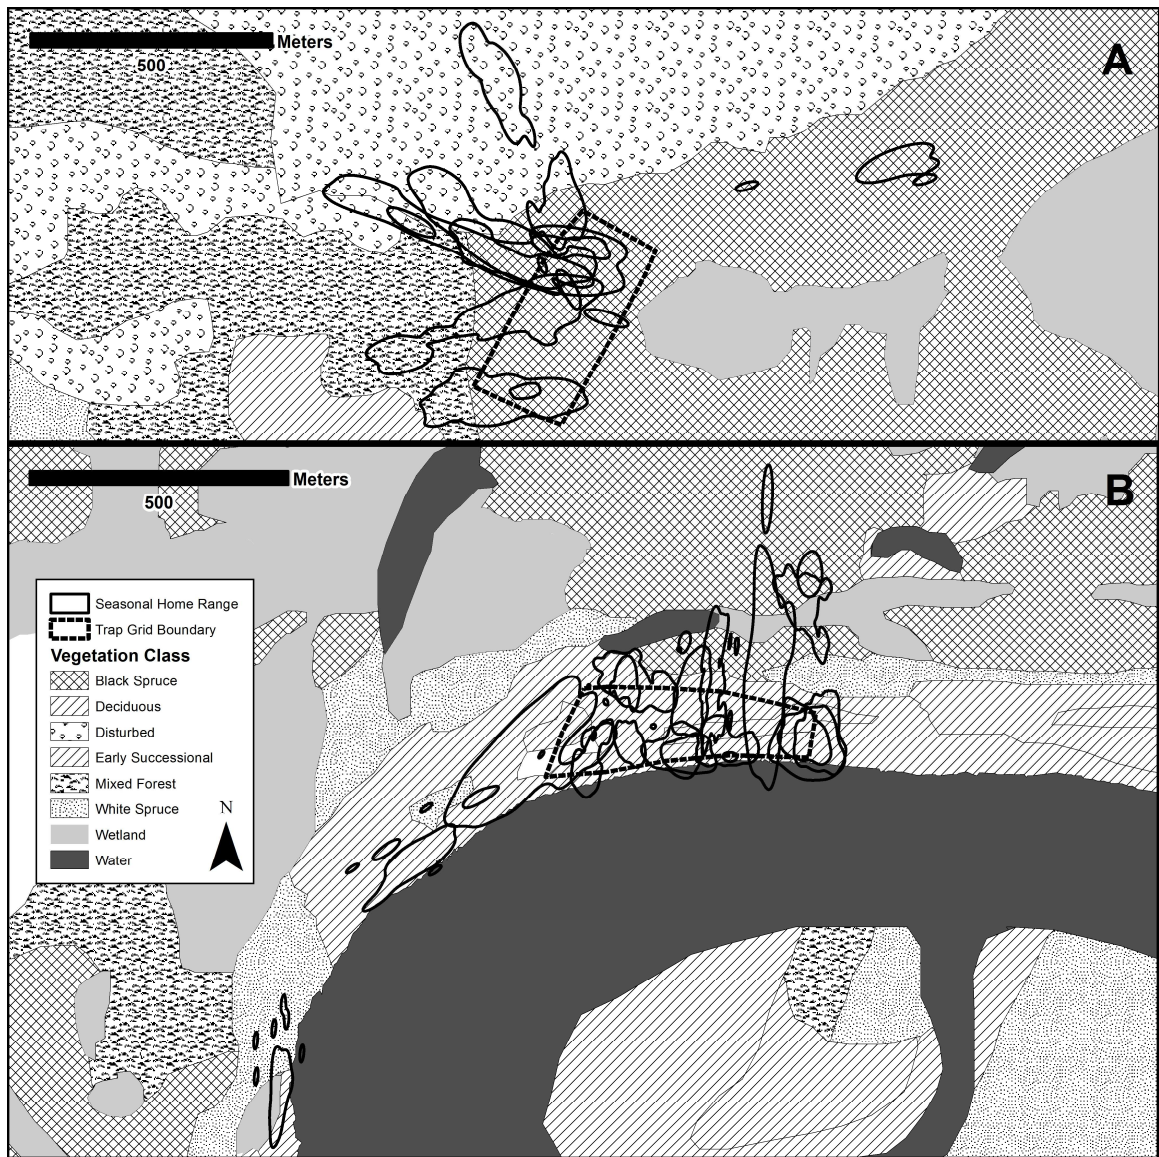 Meters
500
A
Meters
500
B
Seasonal Home Range
Trap Grid Boundary
Vegetation Class
Black Spruce
Deciduous
Disturbed
Early Successional
Mixed Forest
White Spruce
N
Wetland
Water